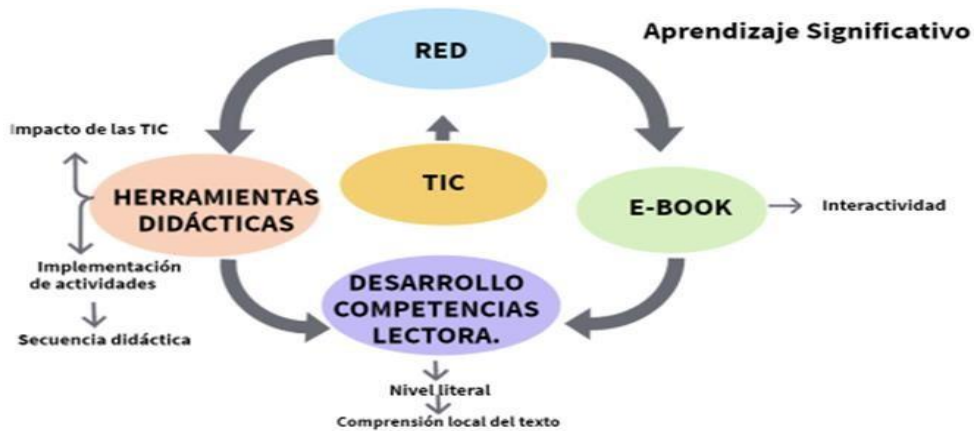 RED
Aprendizaje Significativo
Impacto de las TIC
TIC
HERRAMIENTAS
DIDÁCTICAS
E-BOOK
Interactividad
Implementación
de actividades
DESARROLLO
COMPETENCIAS
LECTORA.
Secuencia didáctica
Nivel literal
Comprensión local del texto